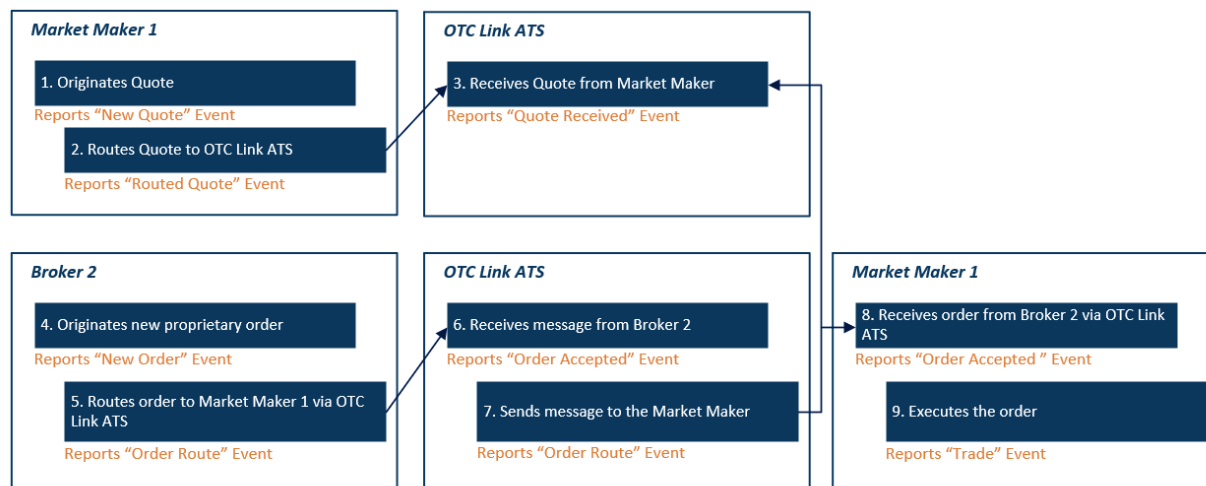 Market Maker 1
1. Originates Quote
Reports “New Quote” Event
2. Routes Quote to OTC Link ATS
Reports “Routed Quote” Event
OTC Link ATS
3. Receives Quote from Market Maker
Reports “Quote Received” Event
Broker 2
4. Originates new proprietary order
Reports “New Order” Event
5. Routes order to Market Maker 1 via OTC
Link ATS
Reports “Order Route” Event
OTC Link ATS
6. Receives message from Broker 2
Reports “Order Accepted” Event
7. Sends message to the Market Maker
Reports “Order Route” Event
Market Maker 1
8. Receives order from Broker 2 via OTC Link
ATS
Reports “Order Accepted ” Event
9. Executes the order
Reports “Trade” Event